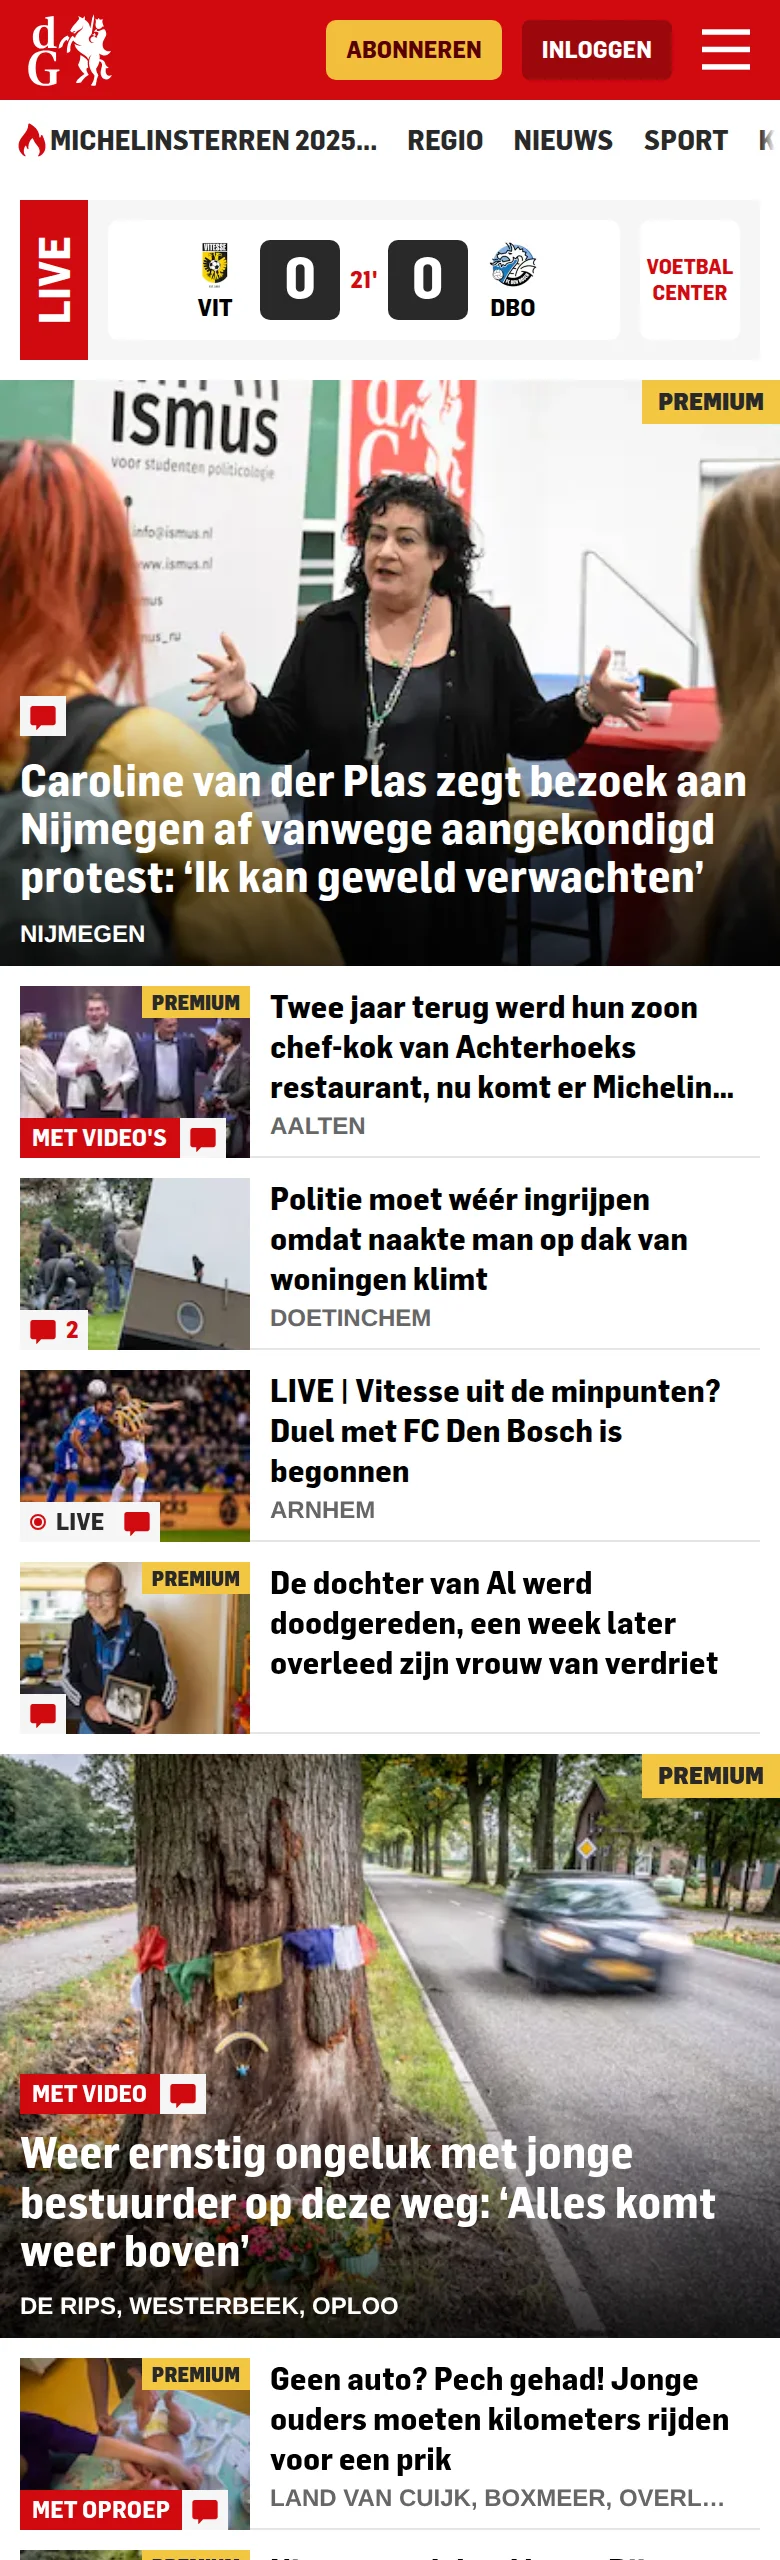 dG
ABONNEREN
INLOGGEN
MICHELINSTERREN 2025...
REGIO
NIEUWS
SPORT
LIVE
VITESSE
VIT
0
21'
0
DBO
VOETBAL
CENTER
PREMIUM
ismus
voor studenten politicologie
info@ismus.nl
www.ismus.nl
Caroline van der Plas zegt bezoek aan
Nijmegen af vanwege aangekondigd
protest: ‘Ik kan geweld verwachten’
NIJMEGEN
PREMIUM
MET VIDEO'S
Twee jaar terug werd hun zoon
chef-kok van Achterhoeks
restaurant, nu komt er Michelin...
AALTEN
2
Politie moet wéér ingrijpen
omdat naakte man op dak van
woningen klimt
DOETINCHEM
LIVE
LIVE | Vitesse uit de minpunten?
Duel met FC Den Bosch is
begonnen
ARNHEM
PREMIUM
De dochter van Al werd
doodgereden, een week later
overleed zijn vrouw van verdriet
PREMIUM
MET VIDEO
Weer ernstig ongeluk met jonge
bestuurder op deze weg: ‘Alles komt
weer boven’
DE RIPS, WESTERBEEK, OPLOO
PREMIUM
MET OPROEP
Geen auto? Pech gehad! Jonge
ouders moeten kilometers rijden
voor een prik
LAND VAN CUIJK, BOXMEER, OVERL...